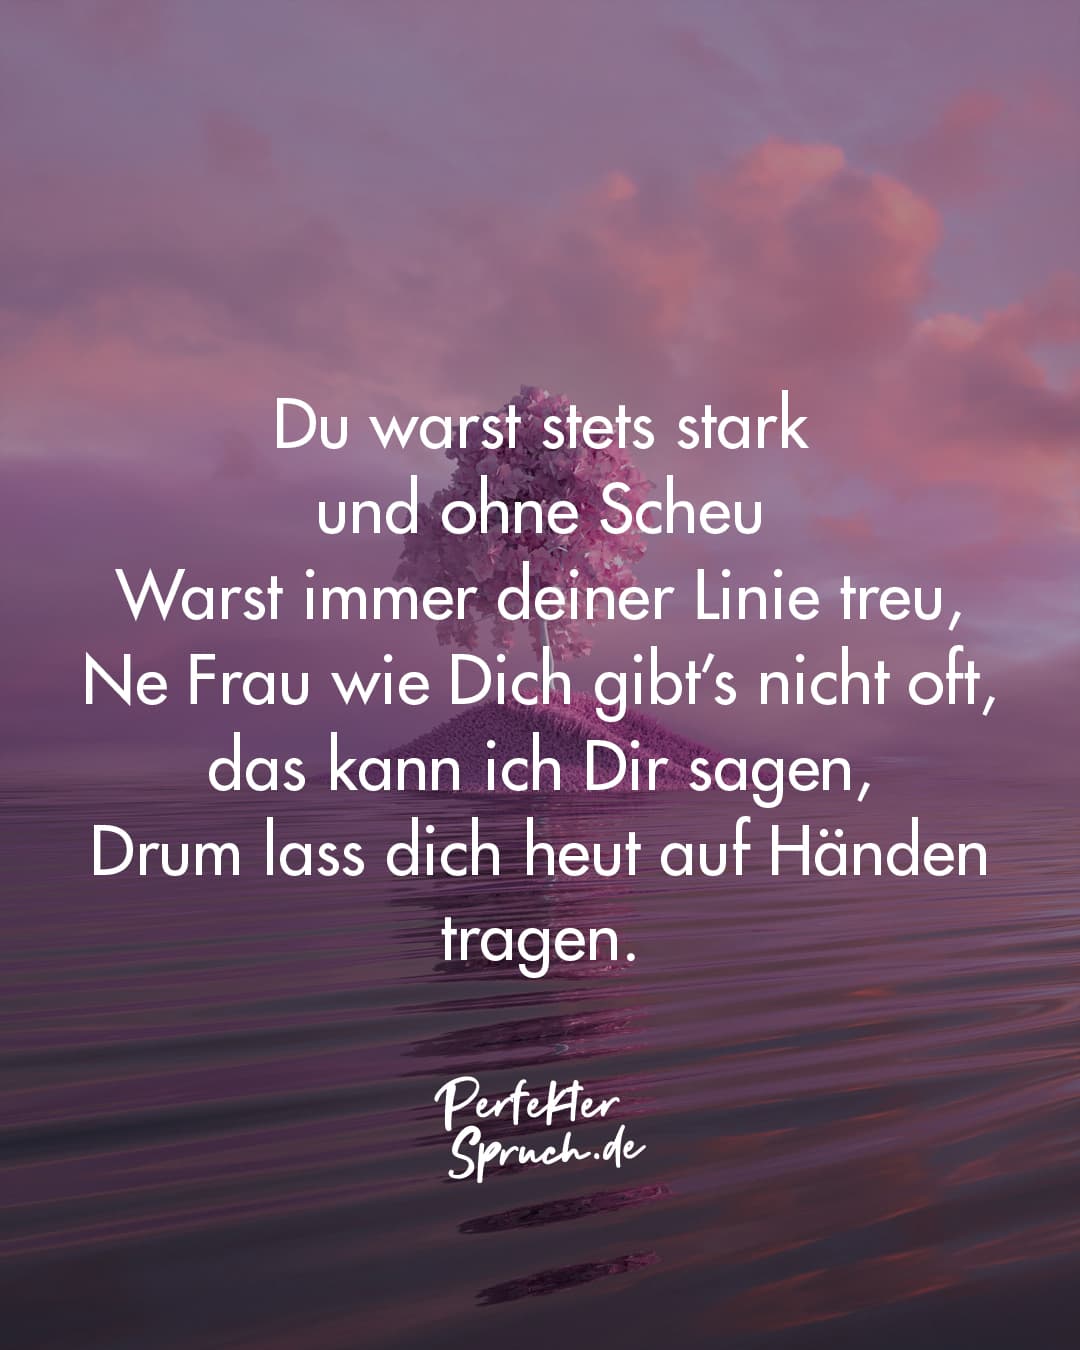 Du warst stets stark
und ohne Scheu
Warst immer deiner Linie treu,
Ne Frau wie Dich gibt’s nicht oft,
das kann ich Dir sagen,
Drum lass dich heut auf Händen
tragen.
Perfekter
Spruch.de